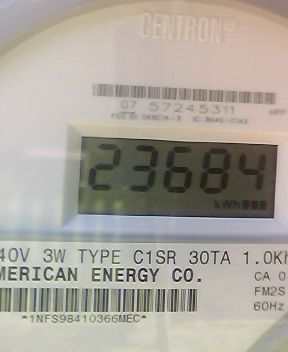 CENTRON®
07 57245311
23684
kWh
40V 3W TYPE C1SR 30TA 1.0Kh
MERICAN ENERGY CO.
CA 0
FM2S
60Hz
*1NFS98410366MEC*